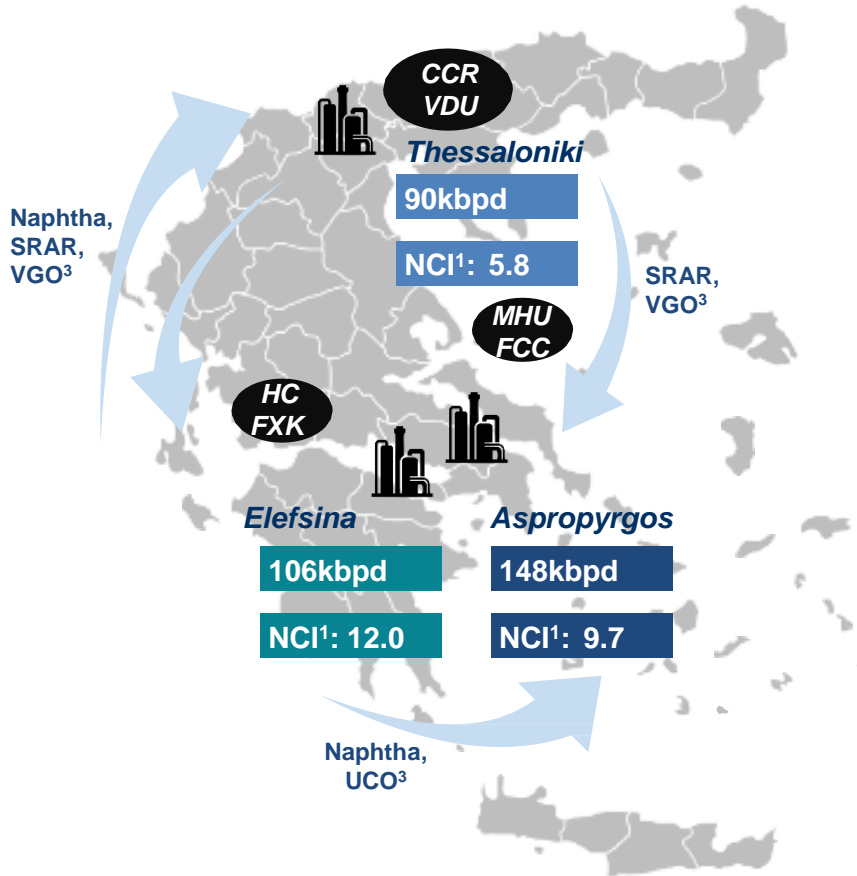 CCR
VDU
Thessaloniki
90kbpd
NCI¹: 5.8
Naphtha,
SRAR,
VGO³
SRAR,
VGO³
MHU
FCC
HC
FXK
Elefsina
106kbpd
NCI¹: 12.0
Aspropyrgos
148kbpd
NCI¹: 9.7
Naphtha,
UCO³